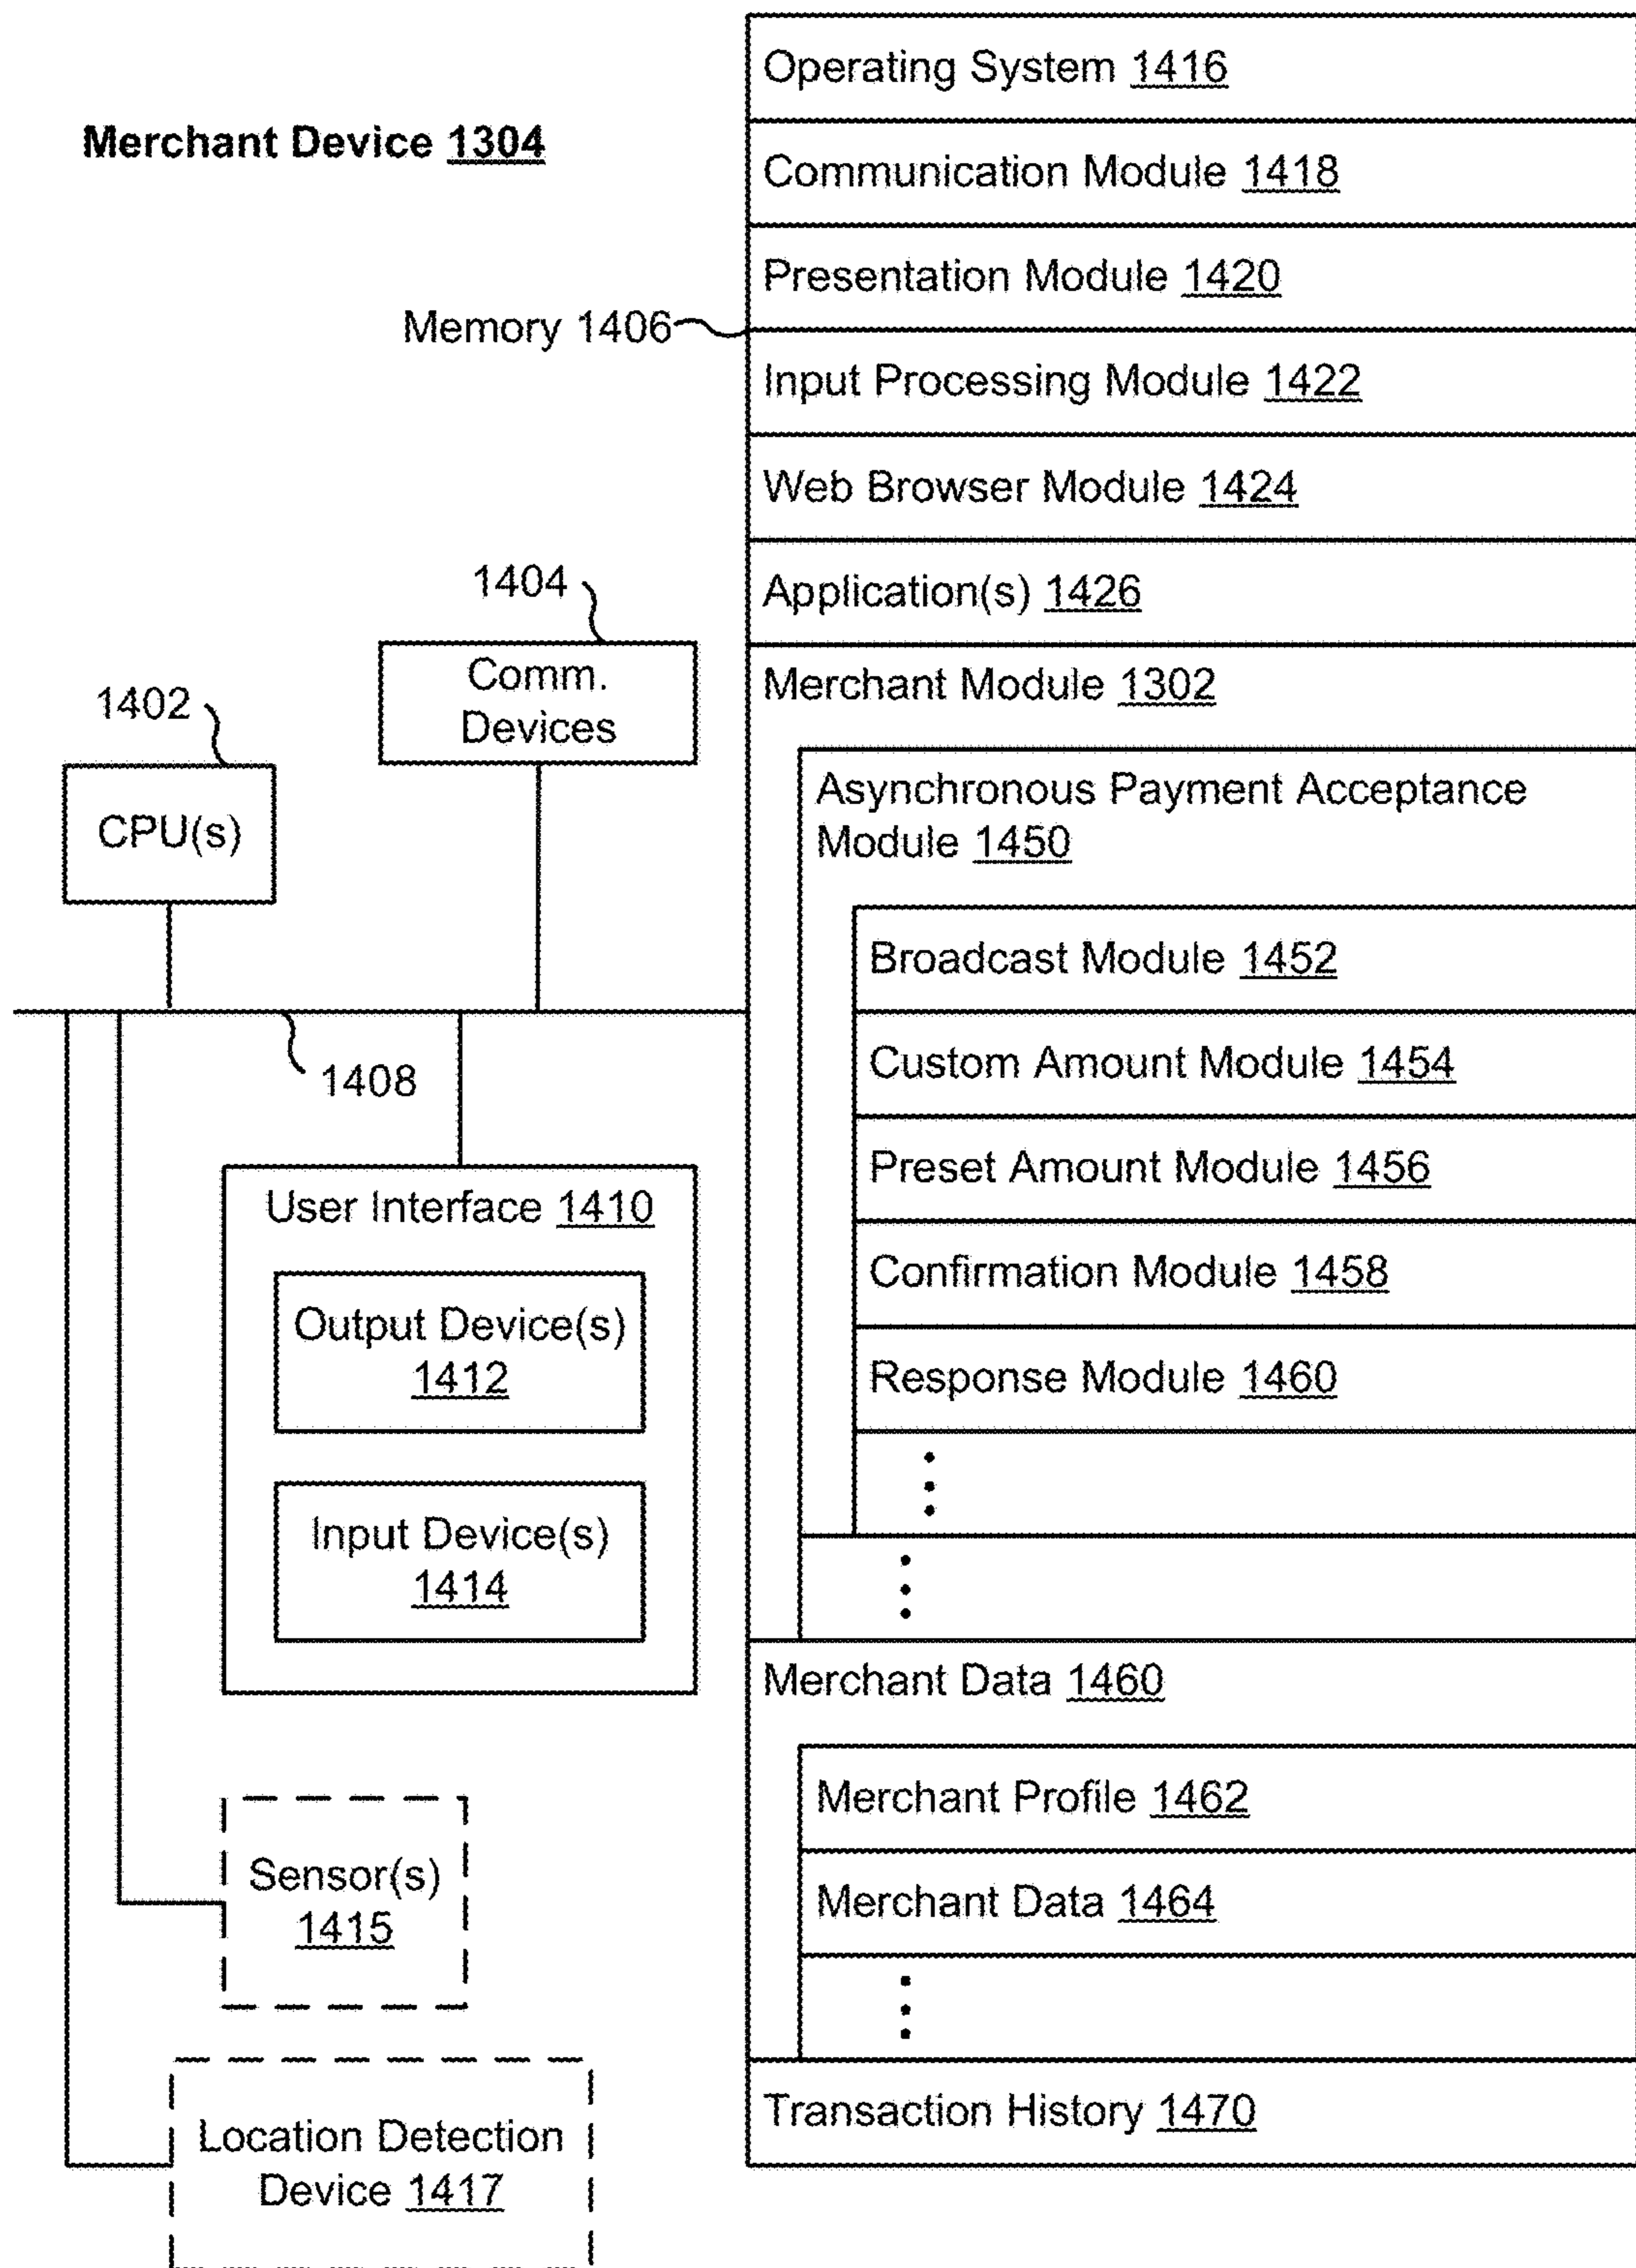 Merchant Device 1304
Operating System 1416
Communication Module 1418
Presentation Module 1420
Memory 1406
Input Processing Module 1422
Web Browser Module 1424
Application(s) 1426
Merchant Module 1302
Asynchronous Payment Acceptance
Module 1450
Broadcast Module 1452
Custom Amount Module 1454
Preset Amount Module 1456
Confirmation Module 1458
Response Module 1460
Merchant Data 1460
Merchant Profile 1462
Merchant Data 1464
Transaction History 1470
1404
Comm.
Devices
1402
CPU(s)
1408
User Interface 1410
Output Device(s)
1412
Input Device(s)
1414
Sensor(s)
1415
Location Detection
Device 1417